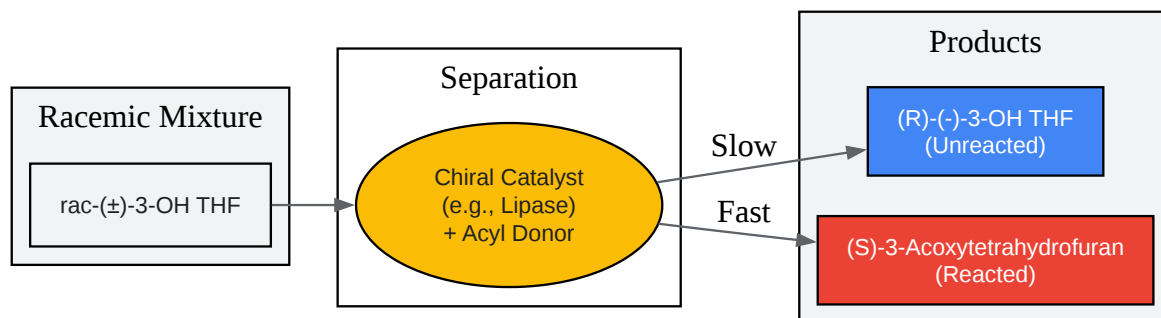 Racemic Mixture
rac-(±)-3-OH THF
Separation
Chiral Catalyst
(e.g., Lipase)
+ Acyl Donor
Slow
Fast
Products
(R)-(-)-3-OH THF
(Unreacted)
(S)-3-Acoxytetrahydrofuran
(Reacted)